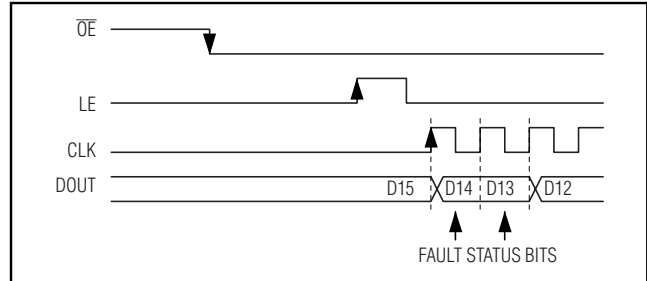 OE
LE
CLK
DOUT D15 D14 D13 D12
FAULT STATUS BITS